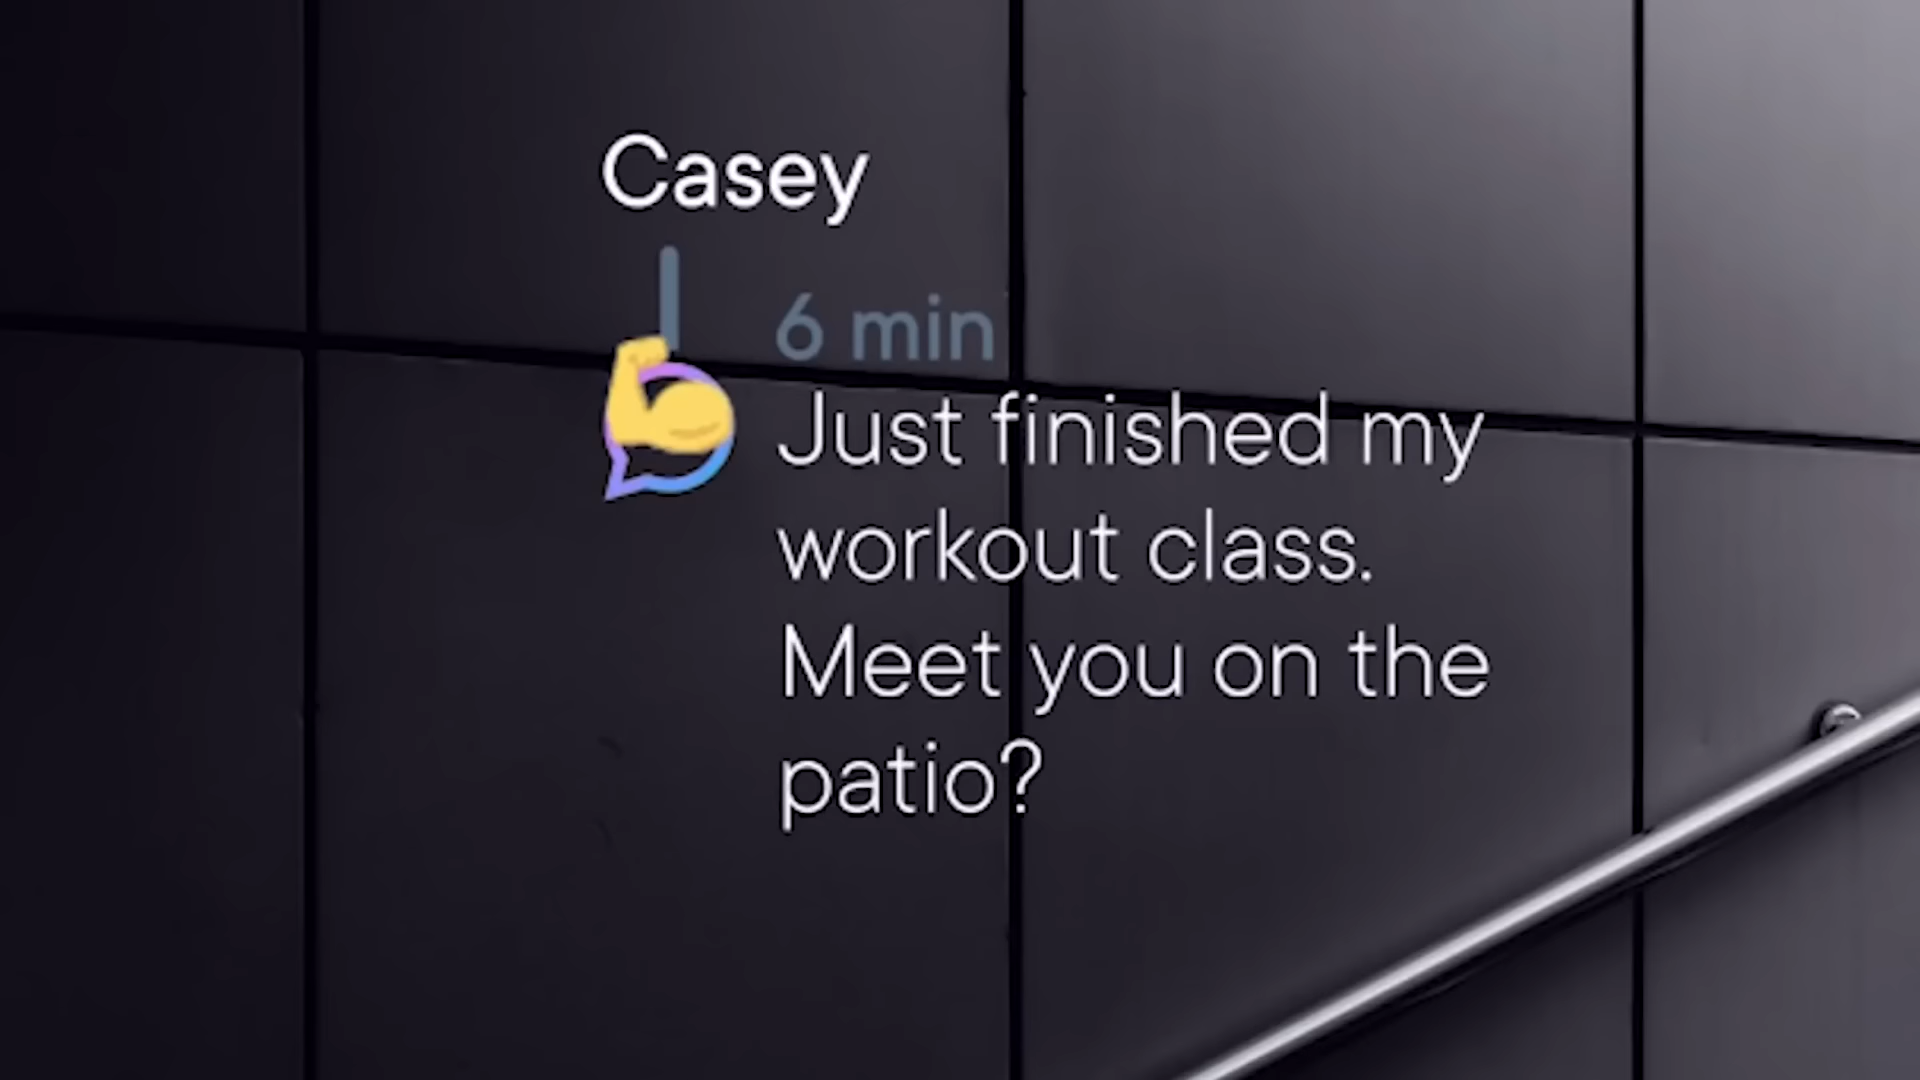 Casey
6 min
Just finished my
workout class.
Meet you on the
patio?